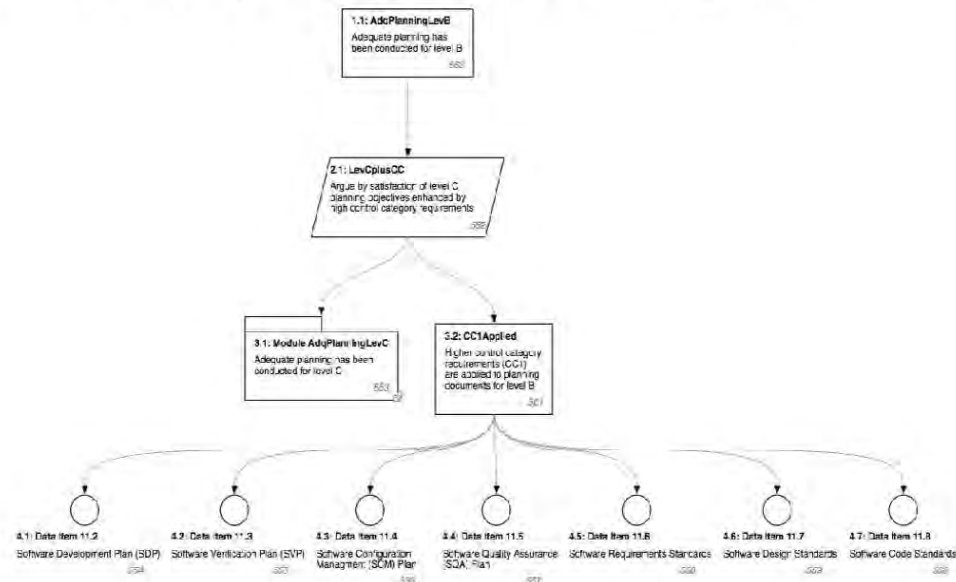 1.1: AdqPlanningLevB
Adequate planning has
been conducted for level B
2.1: LevCplusCC
Argue by satisfaction of level C
planning objectives enhanced by
high control category requirements
3.1: Module AdqPlanningLevC
Adequate planning has been
conducted for level C
3.2: CC1Applied
Higher control category
requirements (CC1)
are applied to planning
documents for level B
4.1: Data Item 11.2
Software Development Plan (SDP)
4.2: Data Item 11.3
Software Verification Plan (SVP)
4.3: Data Item 11.4
Software Configuration
Managment (SCM) Plan
4.4: Data Item 11.5
Software Quality Assurance
(SQA) Plan
4.5: Data Item 11.6
Software Requirements Standards
4.6: Data Item 11.7
Software Design Standards
4.7: Data Item 11.8
Software Code Standards